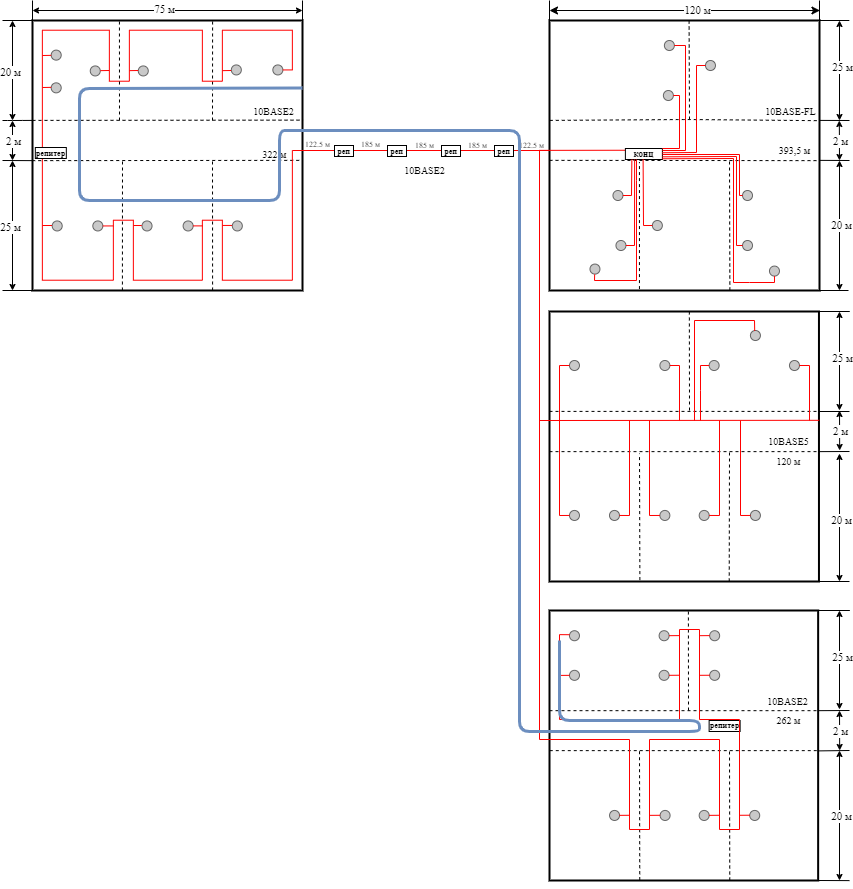 75 м
120 м
20 м
2 м
25 м
10BASE2
репитер
322 м
122.5 м
реп
185 м
реп
185 м
реп
185 м
реп
122.5 м
10BASE2
25 м
2 м
20 м
10BASE-FL
конц
393,5 м
25 м
2 м
20 м
10BASE5
120 м
25 м
2 м
20 м
10BASE2
репитер
262 м